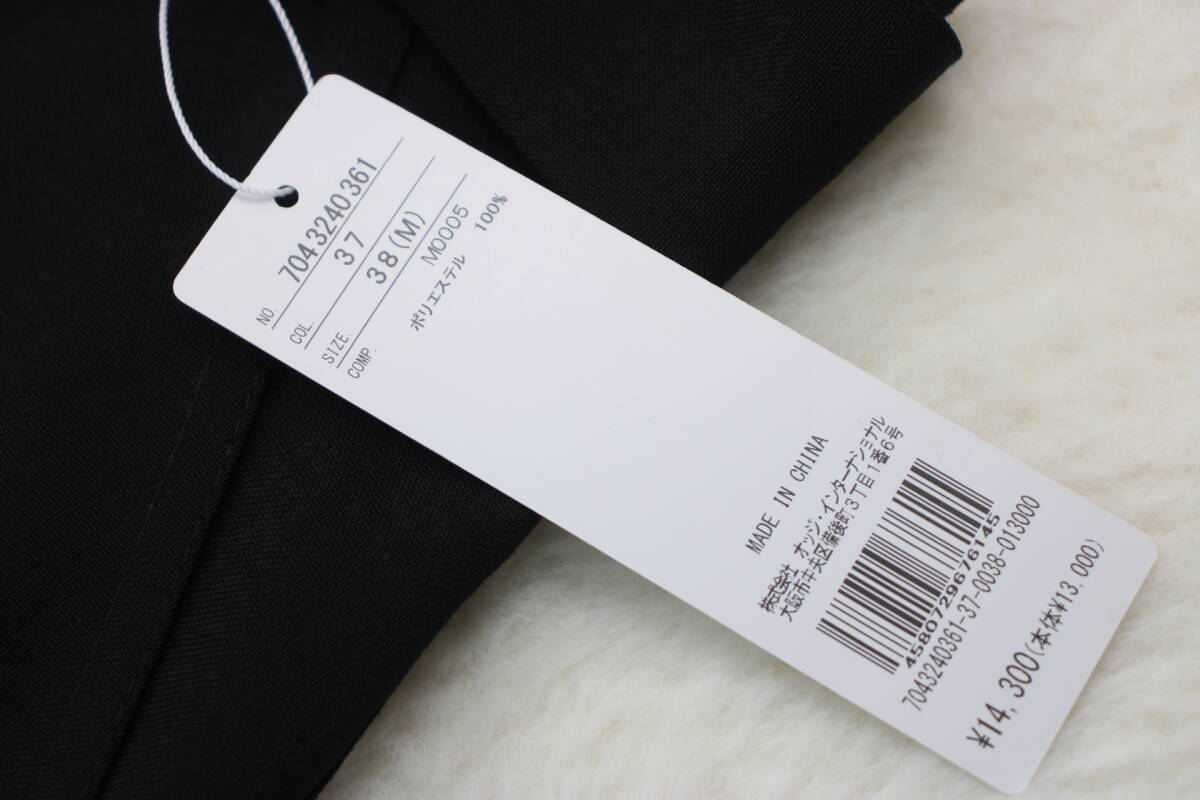 NO. 7043240361
COL. 37
SIZE. 38(M)
COMP. M0005
ポリエステル 100%
MADE IN CHINA
株式会社 オッジ・インターナショナル
大阪市中央区備後町3丁目1番6号
4580729676145
7043240361-37-0038-013000
¥14,300(本体¥13,000)